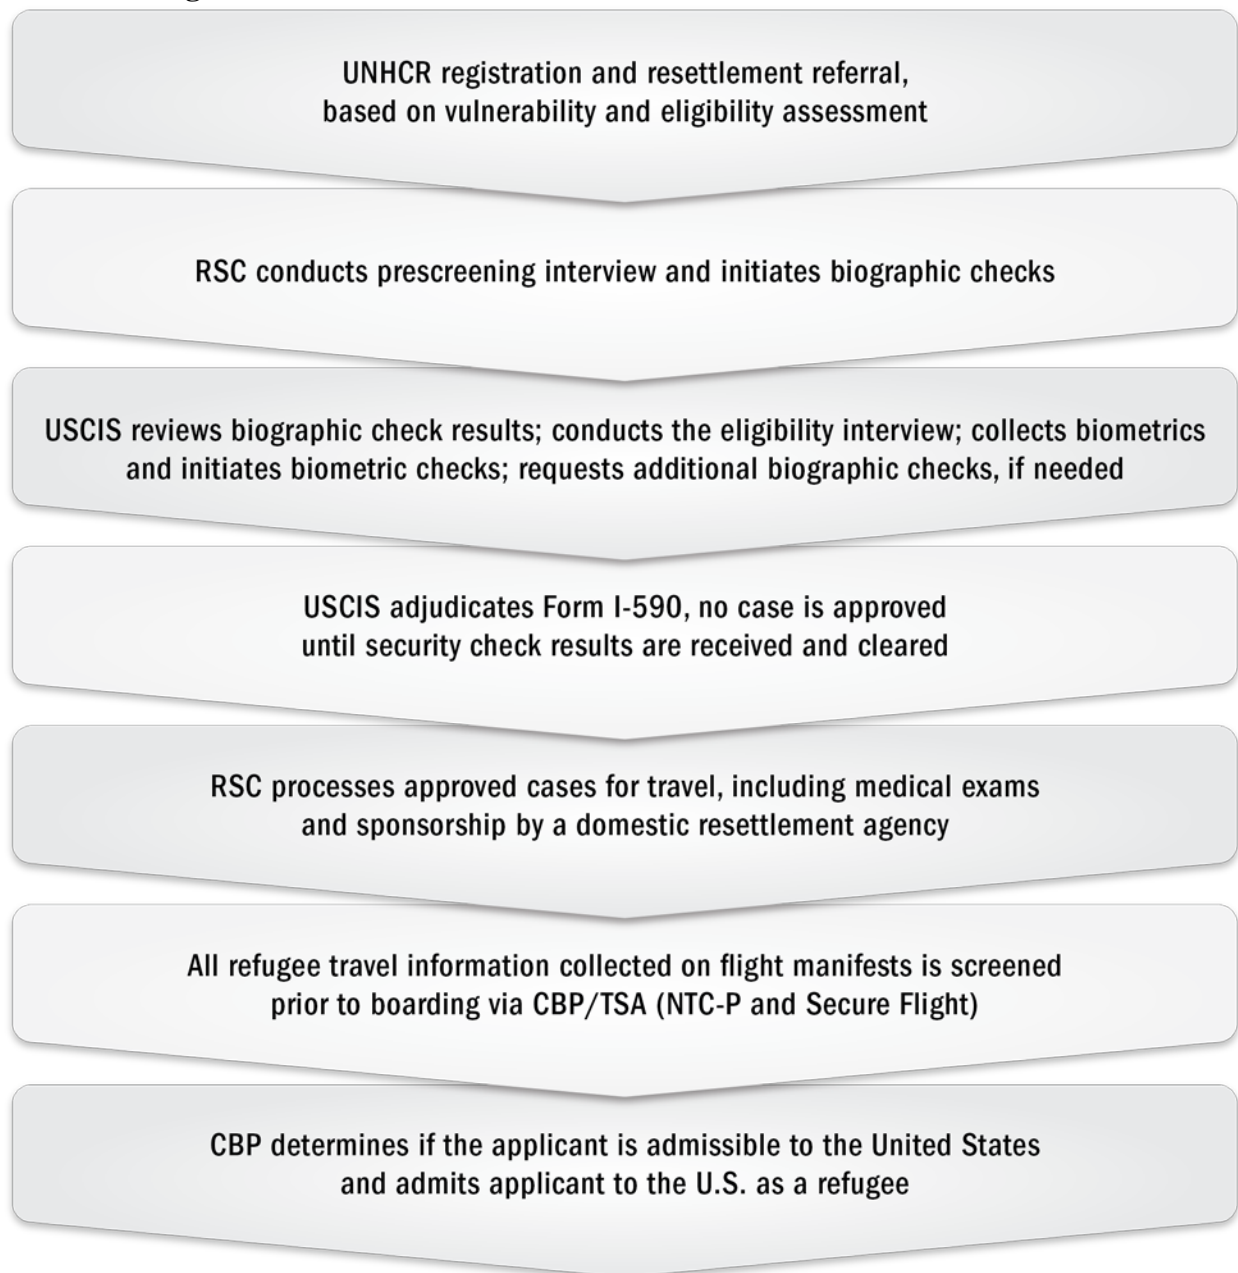 UNHCR registration and resettlement referral,
based on vulnerability and eligibility assessment
RSC conducts prescreening interview and initiates biographic checks
USCIS reviews biographic check results; conducts the eligibility interview; collects biometrics
and initiates biometric checks; requests additional biographic checks, if needed
USCIS adjudicates Form I-590, no case is approved
until security check results are received and cleared
RSC processes approved cases for travel, including medical exams
and sponsorship by a domestic resettlement agency
All refugee travel information collected on flight manifests is screened
prior to boarding via CBP/TSA (NTC-P and Secure Flight)
CBP determines if the applicant is admissible to the United States
and admits applicant to the U.S. as a refugee